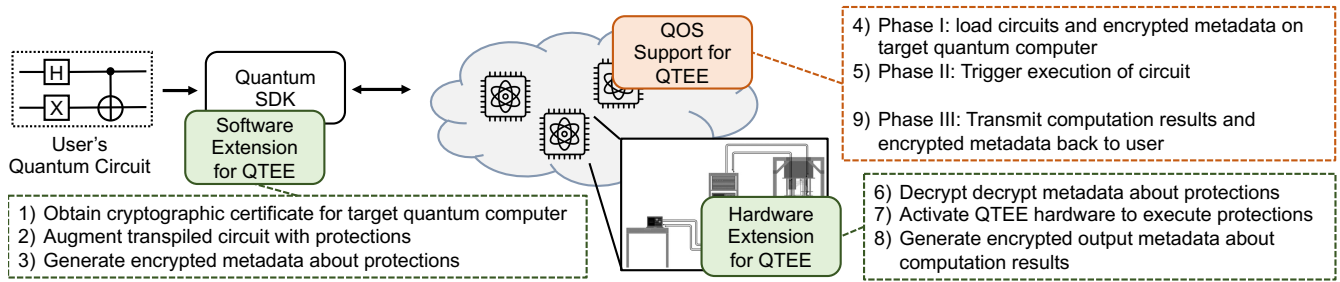 H
X
User's
Quantum Circuit
Quantum
SDK
Software
Extension
for QTEE
1) Obtain cryptographic certificate for target quantum computer
2) Augment transpiled circuit with protections
3) Generate encrypted metadata about protections
QOS
Support for
QTEE
4) Phase I: load circuits and encrypted metadata on
target quantum computer
5) Phase II: Trigger execution of circuit
9) Phase III: Transmit computation results and
encrypted metadata back to user
Hardware
Extension
for QTEE
6) Decrypt decrypt metadata about protections
7) Activate QTEE hardware to execute protections
8) Generate encrypted output metadata about
computation results